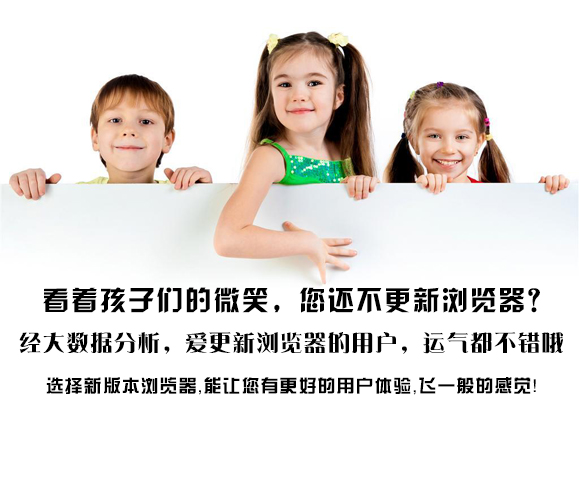 看着孩子们的微笑，您还不更新浏览器？
经大数据分析，爱更新浏览器的用户，运气都不错哦
选择新版本浏览器,能让您有更好的用户体验,飞一般的感觉!